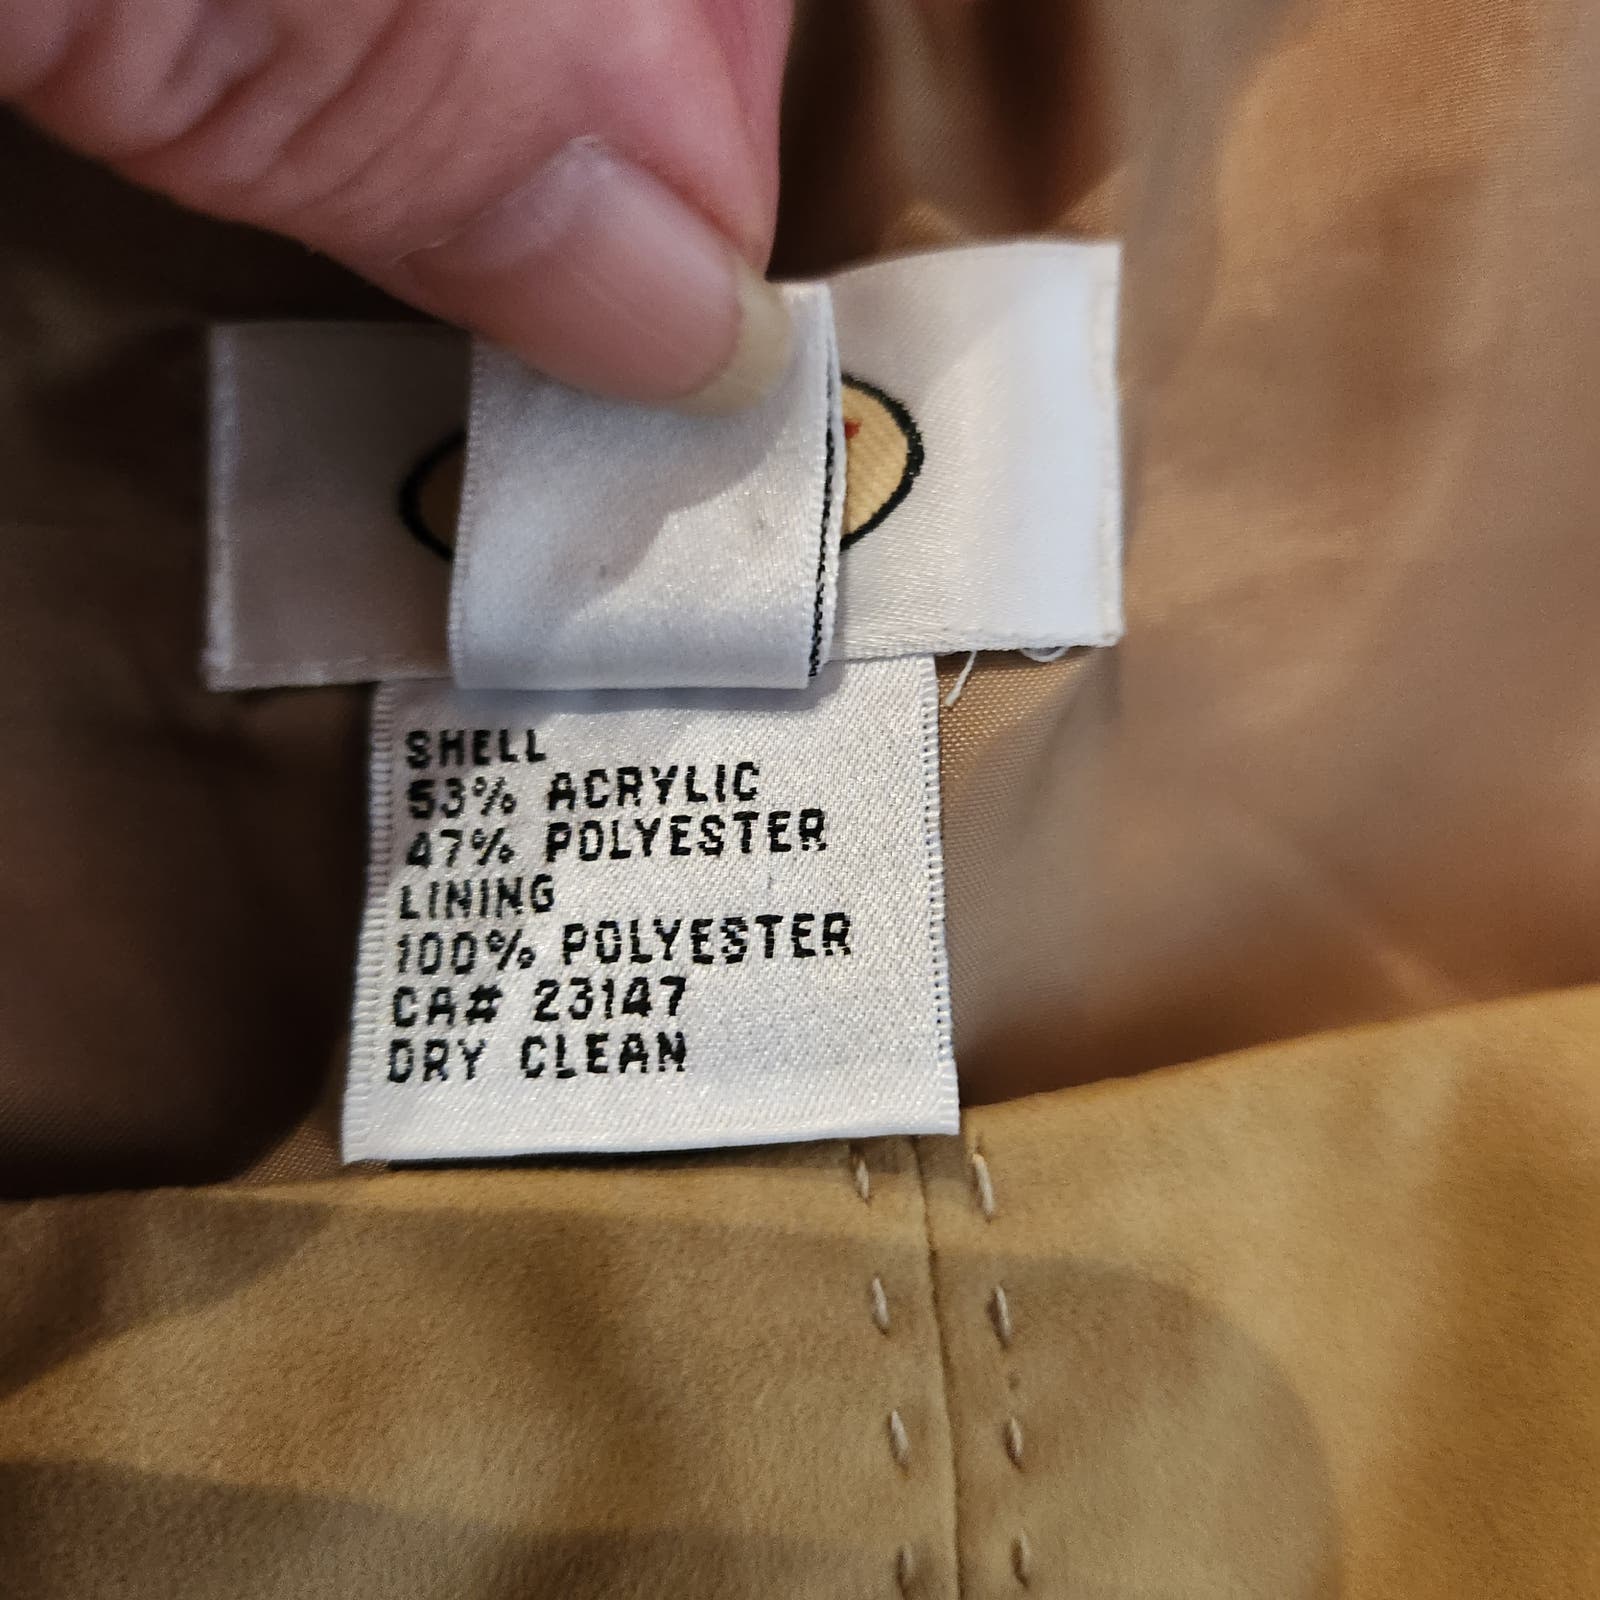 SHELL
53% ACRYLIC
47% POLYESTER
LINING
100% POLYESTER
CA# 23147
DRY CLEAN